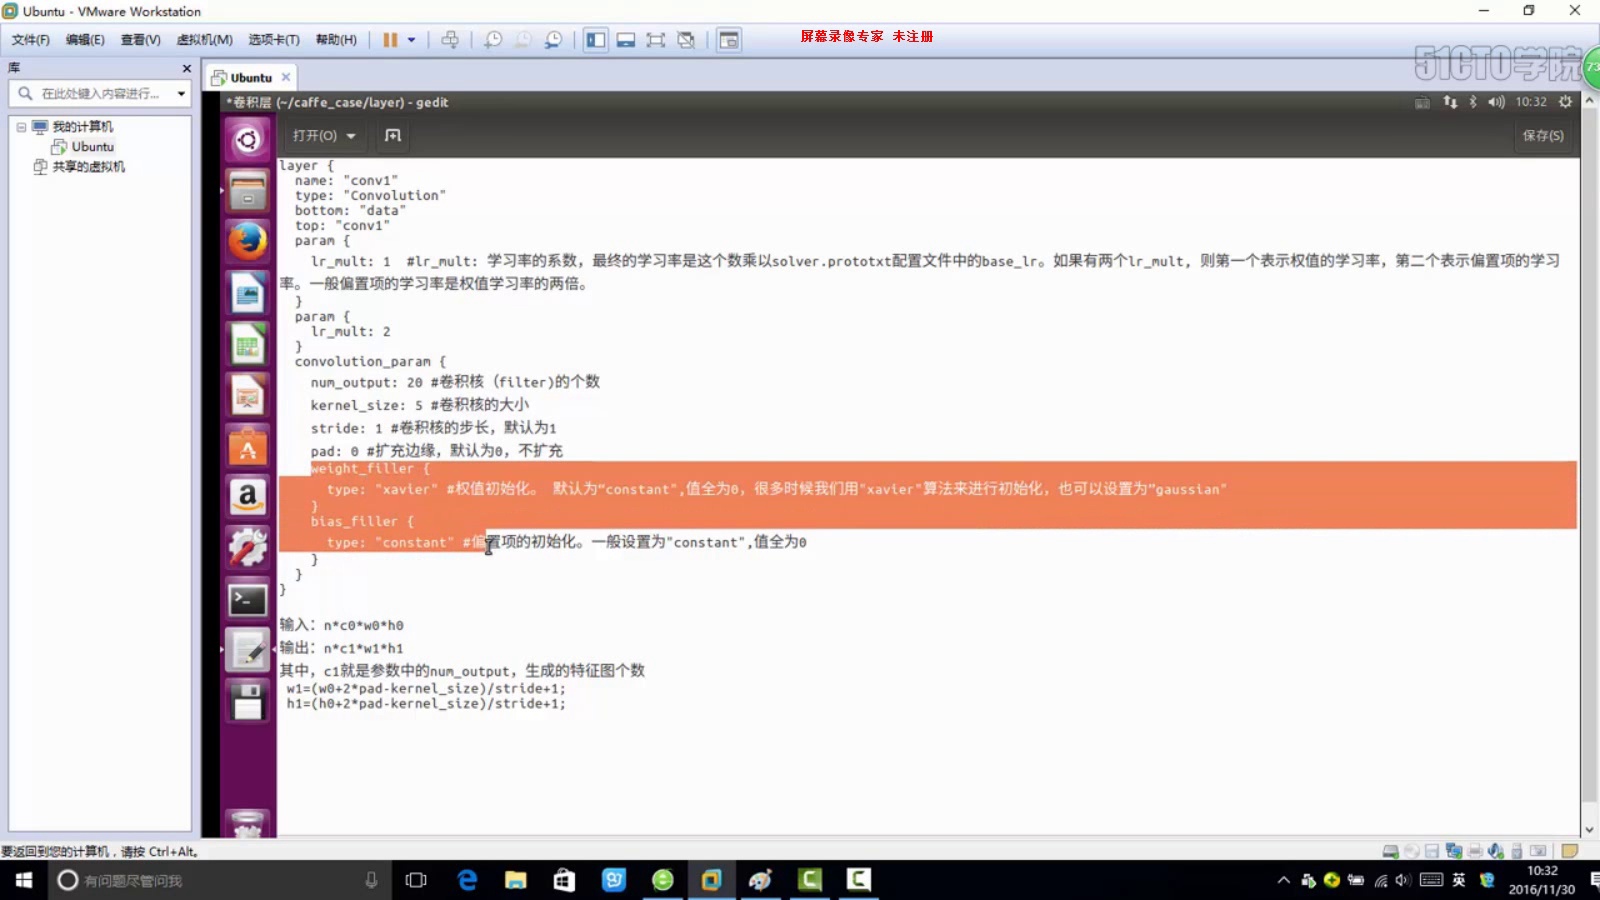 Ubuntu - VMware Workstation
文件(F) 编辑(E) 查看(V) 虚拟机(M) 选项卡(T) 帮助(H)
屏幕录像专家 未注册
51CTO学院
73
库
在此处键入内容进行...
我的计算机
Ubuntu
共享的虚拟机
Ubuntu
*卷积层 (~/caffe_case/layer) - gedit
10:32
打开(O)
保存(S)
layer {
name: "conv1"
type: "Convolution"
bottom: "data"
top: "conv1"
param {
lr_mult: 1 #lr_mult: 学习率的系数，最终的学习率是这个数乘以solver.prototxt配置文件中的base_lr。如果有两个lr_mult, 则第一个表示权值的学习率，第二个表示偏置项的学习
率。一般偏置项的学习率是权值学习率的两倍。
}
param {
lr_mult: 2
}
convolution_param {
num_output: 20 #卷积核（filter)的个数
kernel_size: 5 #卷积核的大小
stride: 1 #卷积核的步长，默认为1
pad: 0 #扩充边缘，默认为0，不扩充
weight_filler {
type: "xavier" #权值初始化。 默认为“constant",值全为0，很多时候我们用"xavier"算法来进行初始化，也可以设置为”gaussian"
}
bias_filler {
type: "constant" #偏置项的初始化。一般设置为"constant",值全为0
}
}
}
输入：n*c0*w0*h0
输出：n*c1*w1*h1
其中，c1就是参数中的num_output，生成的特征图个数
w1=(w0+2*pad-kernel_size)/stride+1;
h1=(h0+2*pad-kernel_size)/stride+1;
要返回到您的计算机，请按 Ctrl+Alt。
有问题尽管问我
英
10:32
2016/11/30